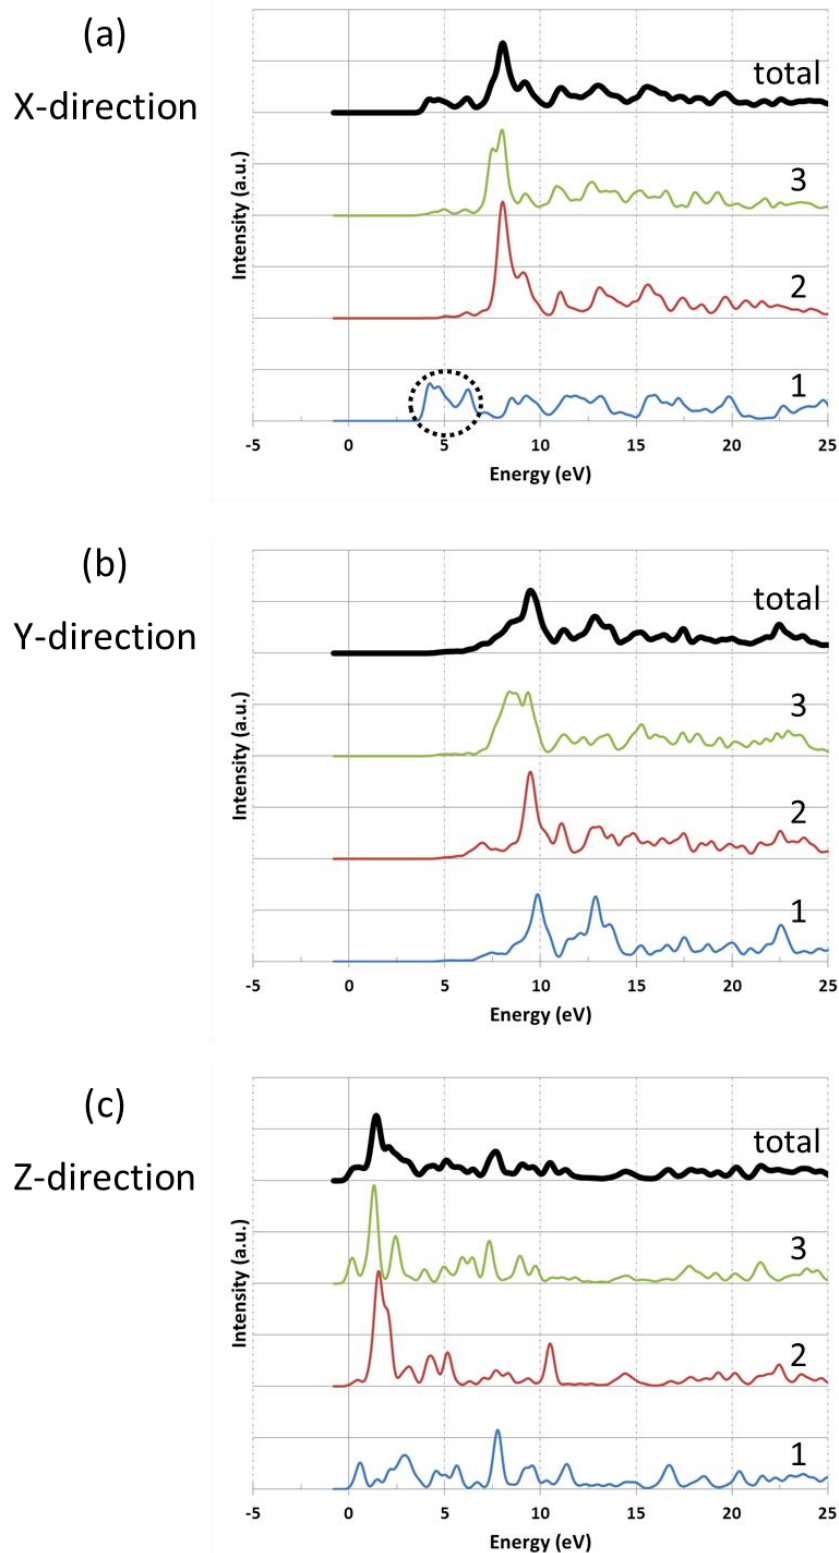 (a)
X-direction
Intensity (a.u.)
total
3
2
1
-5 0 5 10 15 20 25
Energy (eV)
(b)
Y-direction
Intensity (a.u.)
total
3
2
1
-5 0 5 10 15 20 25
Energy (eV)
(c)
Z-direction
Intensity (a.u.)
total
3
2
1
-5 0 5 10 15 20 25
Energy (eV)